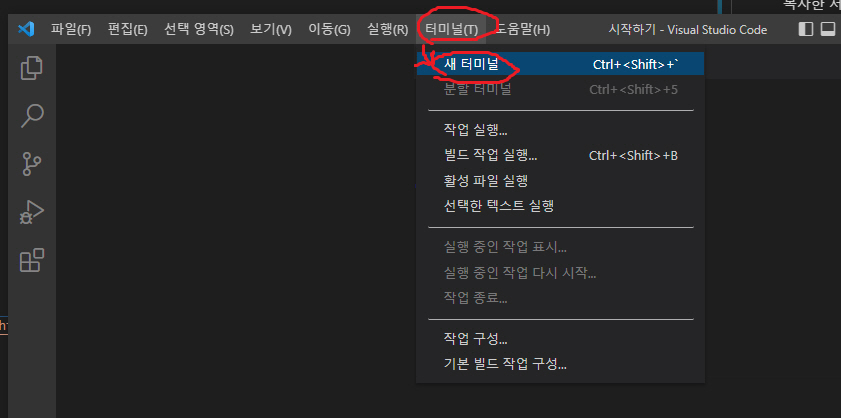 복사한 서
파일(F) 편집(E) 선택 영역(S) 보기(V) 이동(G) 실행(R) 터미널(T) 도움말(H) 시작하기 - Visual Studio Code
새 터미널 Ctrl+<Shift>+`
분할 터미널 Ctrl+<Shift>+5
작업 실행...
빌드 작업 실행... Ctrl+<Shift>+B
활성 파일 실행
선택한 텍스트 실행
실행 중인 작업 표시...
실행 중인 작업 다시 시작...
작업 종료...
작업 구성...
기본 빌드 작업 구성...